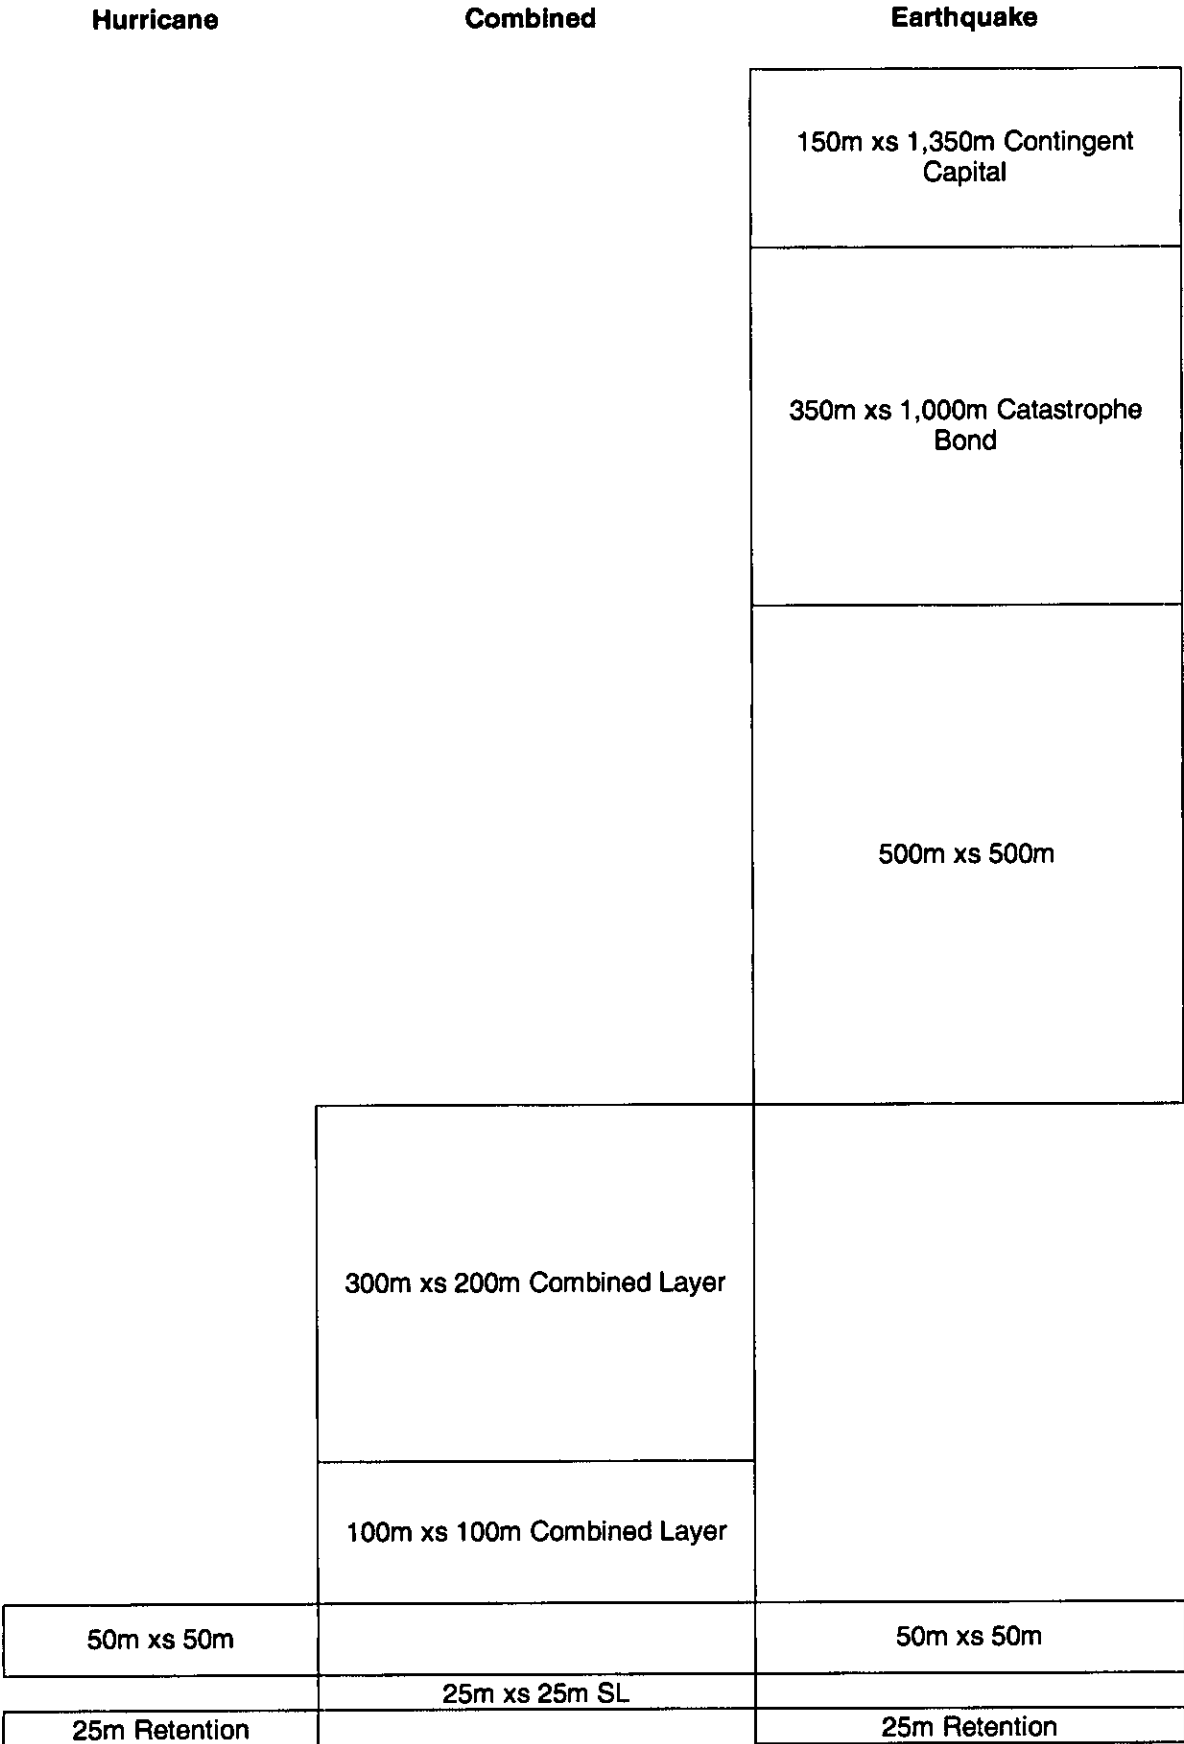 Hurricane Combined Earthquake
150m xs 1,350m Contingent
Capital
350m xs 1,000m Catastrophe
Bond
500m xs 500m
300m xs 200m Combined Layer
100m xs 100m Combined Layer
50m xs 50m 50m xs 50m
25m xs 25m SL
25m Retention 25m Retention